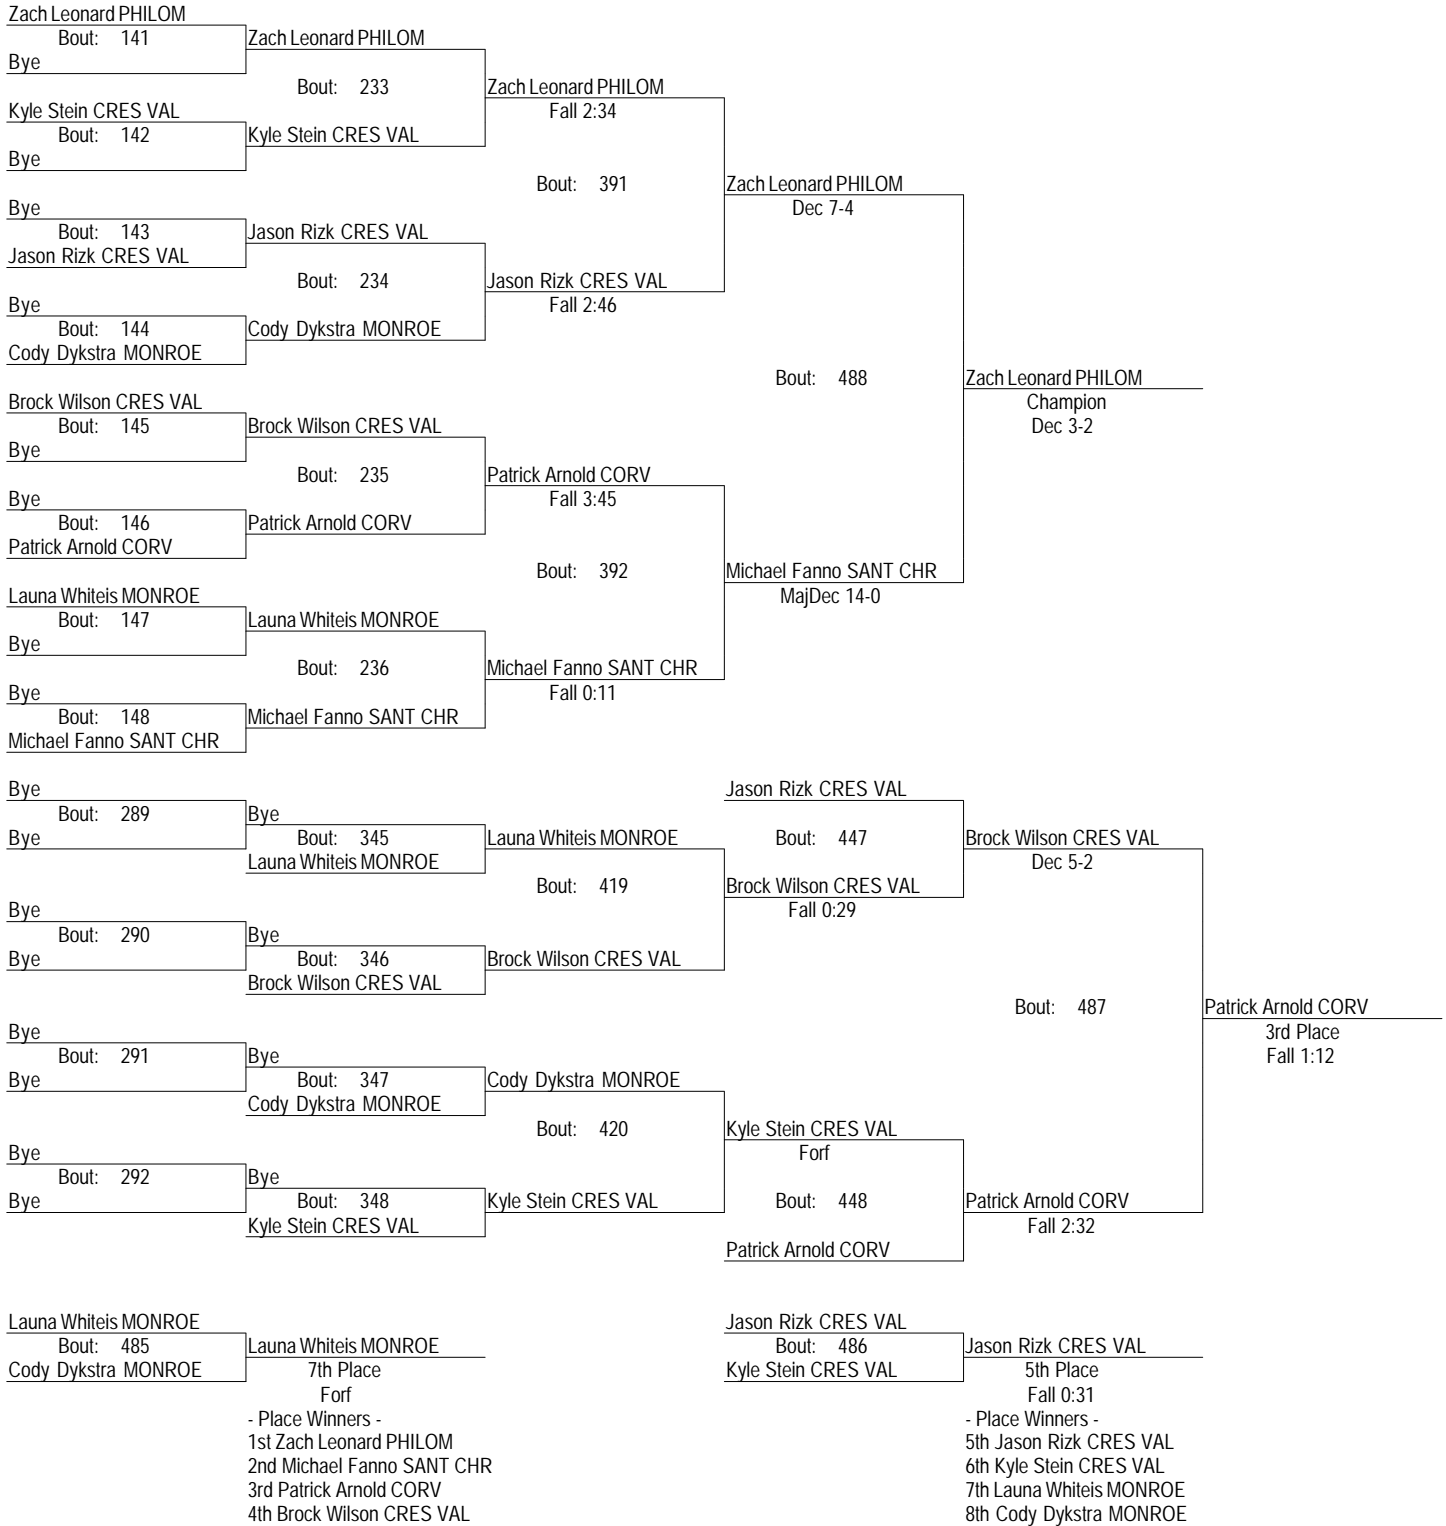 Zach Leonard PHILOM
Bout: 141
Zach Leonard PHILOM
Bye
Bout: 233
Zach Leonard PHILOM
Kyle Stein CRES VAL
Fall 2:34
Bout: 142
Kyle Stein CRES VAL
Bye
Bout: 391
Zach Leonard PHILOM
Bye
Dec 7-4
Bout: 143
Jason Rizk CRES VAL
Jason Rizk CRES VAL
Bout: 234
Jason Rizk CRES VAL
Bye
Fall 2:46
Bout: 144
Cody Dykstra MONROE
Cody Dykstra MONROE
Bout: 488
Zach Leonard PHILOM
Brock Wilson CRES VAL
Champion
Bout: 145
Brock Wilson CRES VAL
Dec 3-2
Bye
Bout: 235
Patrick Arnold CORV
Bye
Fall 3:45
Bout: 146
Patrick Arnold CORV
Patrick Arnold CORV
Bout: 392
Michael Fanno SANT CHR
Launa Whiteis MONROE
MajDec 14-0
Bout: 147
Launa Whiteis MONROE
Bye
Bout: 236
Michael Fanno SANT CHR
Bye
Fall 0:11
Bout: 148
Michael Fanno SANT CHR
Michael Fanno SANT CHR
Bye
Jason Rizk CRES VAL
Bout: 289
Bye
Bye
Bout: 345
Launa Whiteis MONROE
Bout: 447
Brock Wilson CRES VAL
Launa Whiteis MONROE
Dec 5-2
Bout: 419
Brock Wilson CRES VAL
Bye
Fall 0:29
Bout: 290
Bye
Bye
Bout: 346
Brock Wilson CRES VAL
Brock Wilson CRES VAL
Bout: 487
Patrick Arnold CORV
Bye
3rd Place
Bout: 291
Bye
Fall 1:12
Bye
Bout: 347
Cody Dykstra MONROE
Cody Dykstra MONROE
Bout: 420
Kyle Stein CRES VAL
Bye
Forf
Bout: 292
Bye
Bye
Bout: 348
Kyle Stein CRES VAL
Bout: 448
Patrick Arnold CORV
Kyle Stein CRES VAL
Fall 2:32
Patrick Arnold CORV
Launa Whiteis MONROE
Bout: 485
Launa Whiteis MONROE
Cody Dykstra MONROE
7th Place
Forf
- Place Winners -
1st Zach Leonard PHILOM
2nd Michael Fanno SANT CHR
3rd Patrick Arnold CORV
4th Brock Wilson CRES VAL
Jason Rizk CRES VAL
Bout: 486
Jason Rizk CRES VAL
Kyle Stein CRES VAL
5th Place
Fall 0:31
- Place Winners -
5th Jason Rizk CRES VAL
6th Kyle Stein CRES VAL
7th Launa Whiteis MONROE
8th Cody Dykstra MONROE